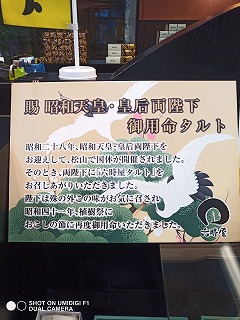 賜 昭和天皇・皇后両陛下
御用命タルト
昭和二十八年、昭和天皇・皇后両陛下を
お迎えして、松山で国体が開催されました。
そのとき、両陛下に『六時屋タルト』を
お召しあがりいただきました。
陛下は殊の外この味がお気に召され
昭和四十一年、植樹祭に
おこしの節に再度御用命いただきました。
六時屋
SHOT ON UMIDIGI F1
DUAL CAMERA